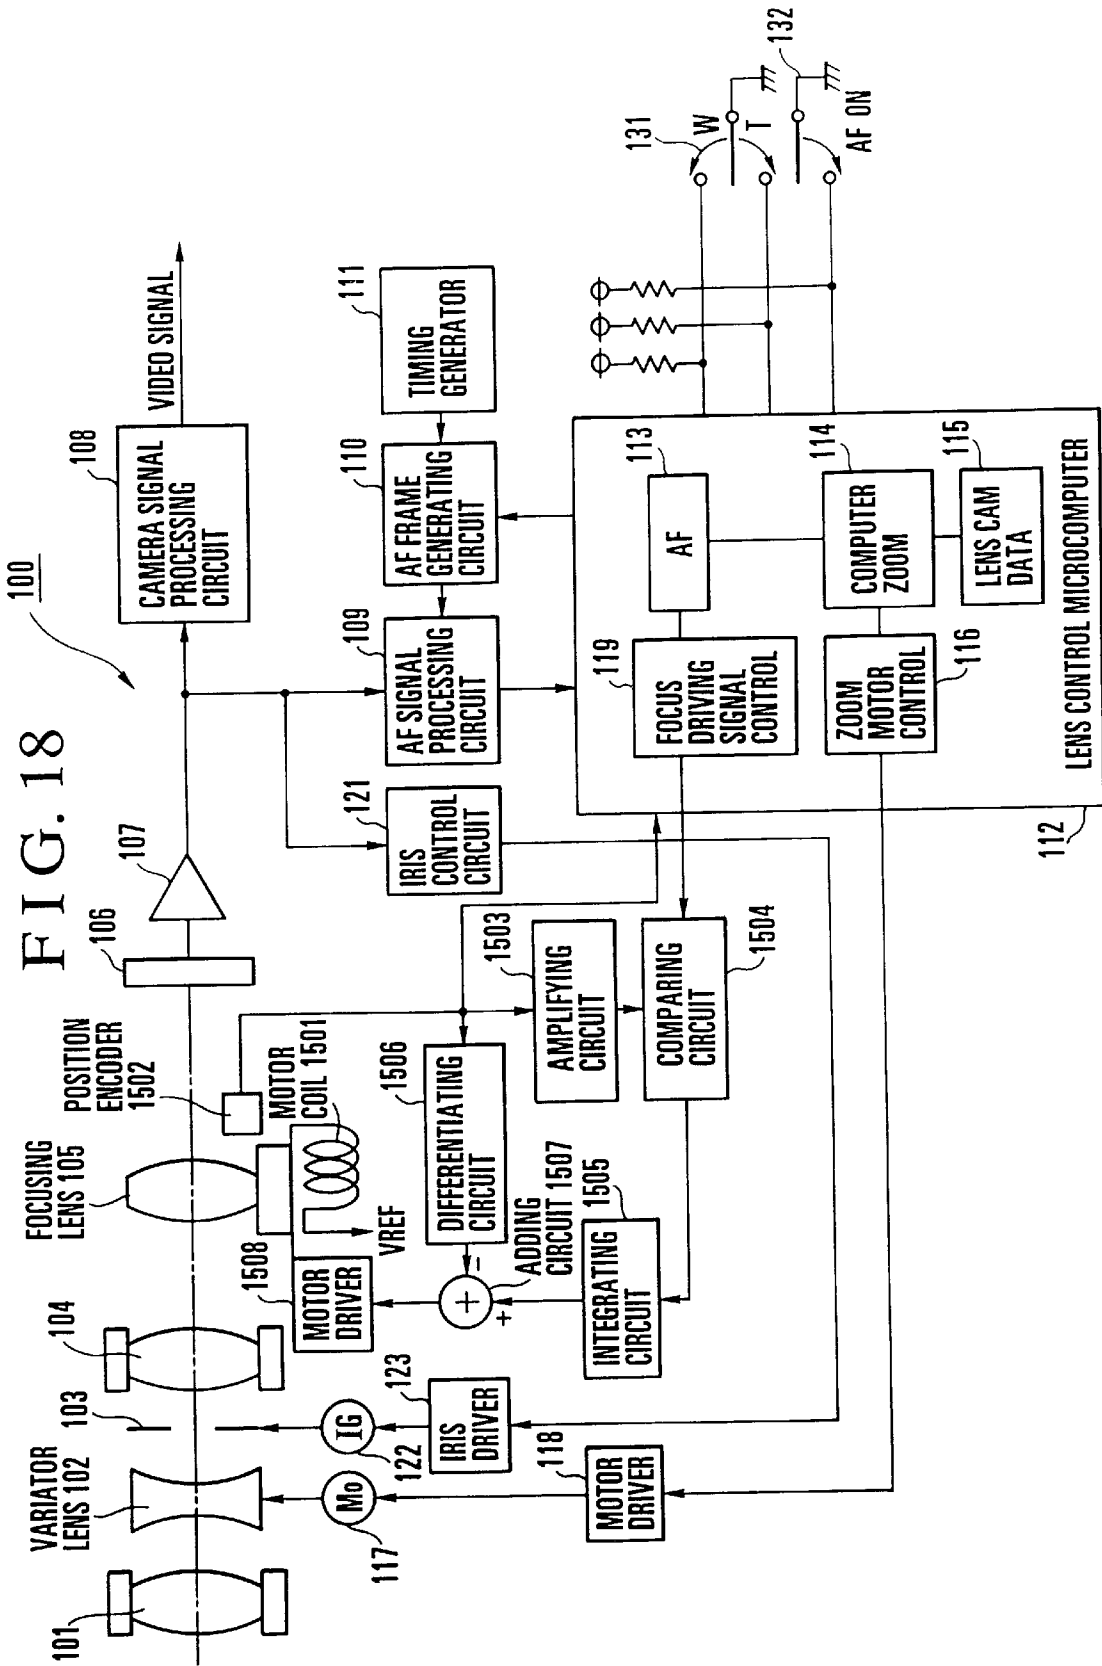 F I G. 18
100
101
VARIATOR
LENS 102
103
104
FOCUSING
LENS 105
POSITION
ENCODER
1502
106
107
108
CAMERA SIGNAL
PROCESSING
CIRCUIT
VIDEO SIGNAL
117
Mo
122
IG
123
IRIS
DRIVER
118
MOTOR
DRIVER
1508
MOTOR
DRIVER
VREF
MOTOR
COIL 1501
1506
DIFFERENTIATING
CIRCUIT
-
+
+
ADDING
CIRCUIT 1507
1505
INTEGRATING
CIRCUIT
1503
AMPLIFYING
CIRCUIT
COMPARING
CIRCUIT
1504
121
IRIS
CONTROL
CIRCUIT
109
AF SIGNAL
PROCESSING
CIRCUIT
110
AF FRAME
GENERATING
CIRCUIT
111
TIMING
GENERATOR
119
FOCUS
DRIVING
SIGNAL
CONTROL
113
AF
ZOOM
MOTOR
CONTROL
116
COMPUTER
ZOOM
114
LENS CAM
DATA
115
LENS CONTROL MICROCOMPUTER
112
131
W
T
132
AF ON